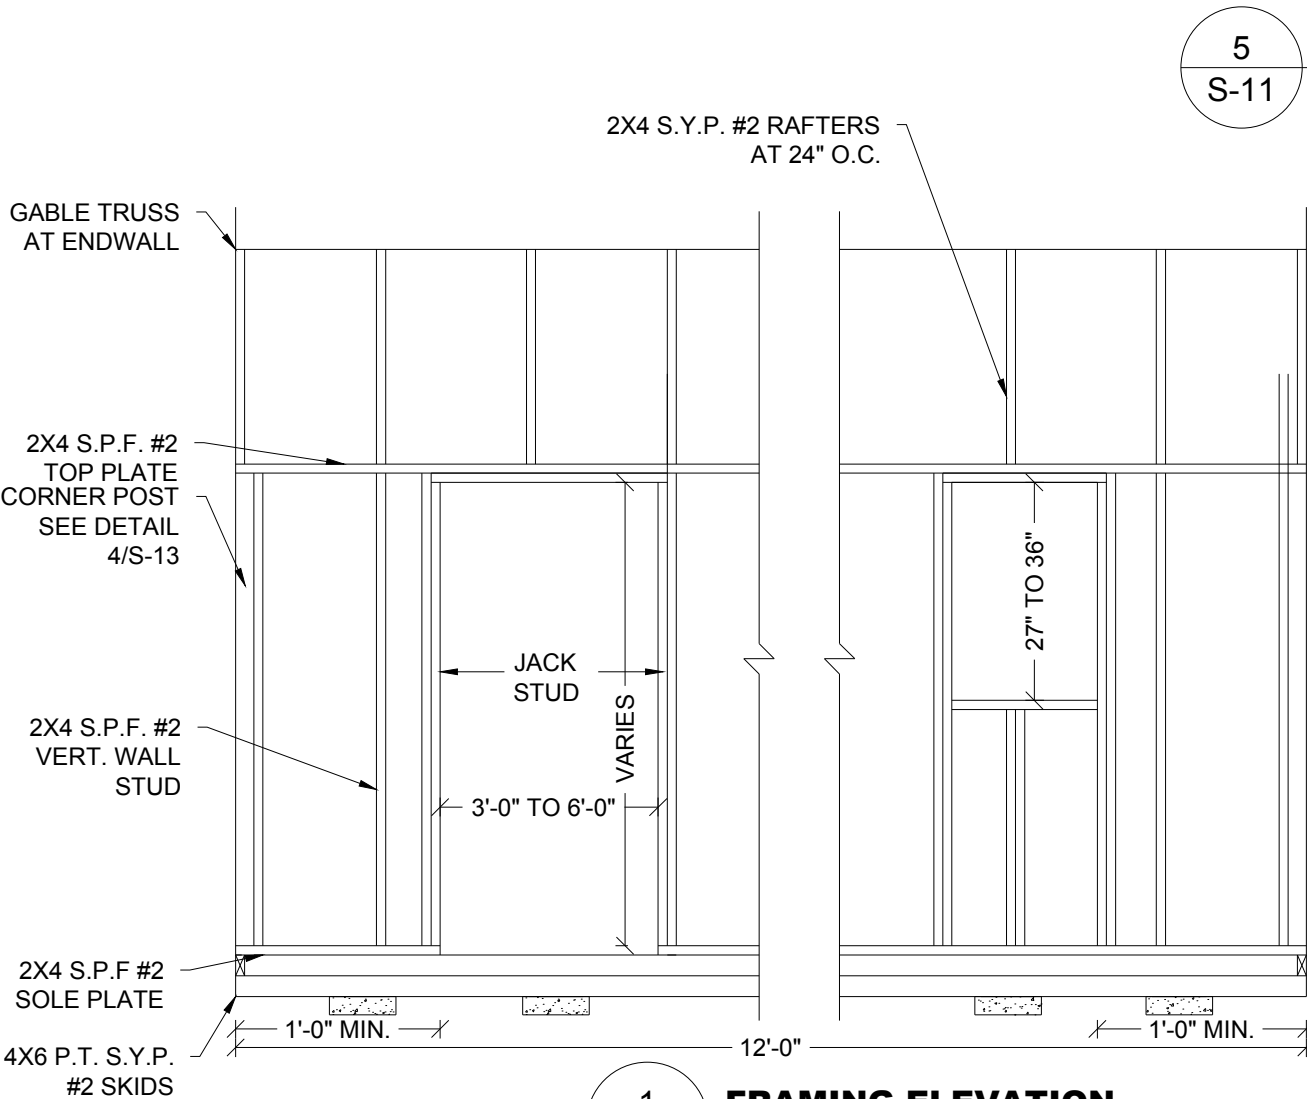 5
S-11
2X4 S.Y.P. #2 RAFTERS
AT 24" O.C.
GABLE TRUSS
AT ENDWALL
2X4 S.P.F. #2
TOP PLATE
CORNER POST
SEE DETAIL
4/S-13
27" TO 36"
JACK
STUD
VARIES
2X4 S.P.F. #2
VERT. WALL
STUD
3'-0" TO 6'-0"
2X4 S.P.F #2
SOLE PLATE
1'-0" MIN.
1'-0" MIN.
12'-0"
4X6 P.T. S.Y.P.
#2 SKIDS
1
FRAMING ELEVATION